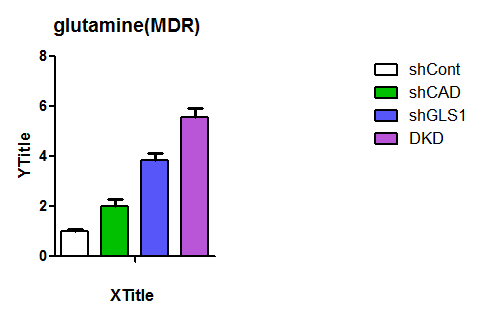 glutamine(MDR)
8
6
4
2
0
YTitle
XTitle
shCont
shCAD
shGLS1
DKD